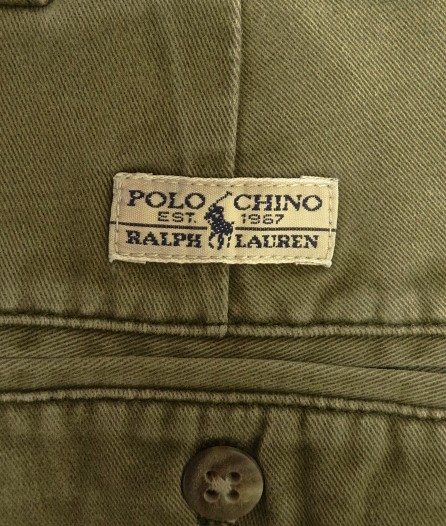 POLO CHINO
EST. 1967
RALPH LAUREN